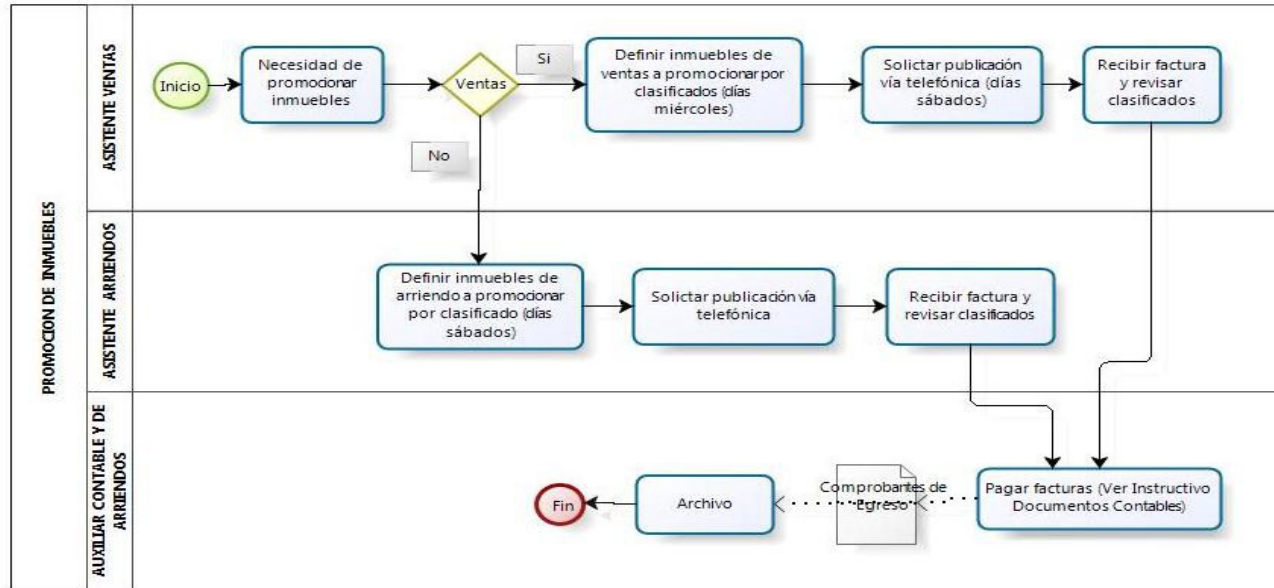 PROMOCION DE INMUEBLES
ASISTENTE VENTAS
Inicio
Necesidad de
promocionar
inmuebles
Ventas
Si
No
Definir inmuebles de
ventas a promocionar por
clasificados (días
miércoles)
Solictar publicación
vía telefónica (días
sábados)
Recibir factura
y revisar
clasificados
ASISTENTE ARRIENDOS
Definir inmuebles de
arriendo a promocionar
por clasificado (días
sábados)
Solictar publicación vía
telefónica
Recibir factura y
revisar clasificados
AUXILIAR CONTABLE Y DE
ARRIENDOS
Fin
Archivo
Comprobantes de
Egreso
Pagar facturas (Ver Instructivo
Documentos Contables)